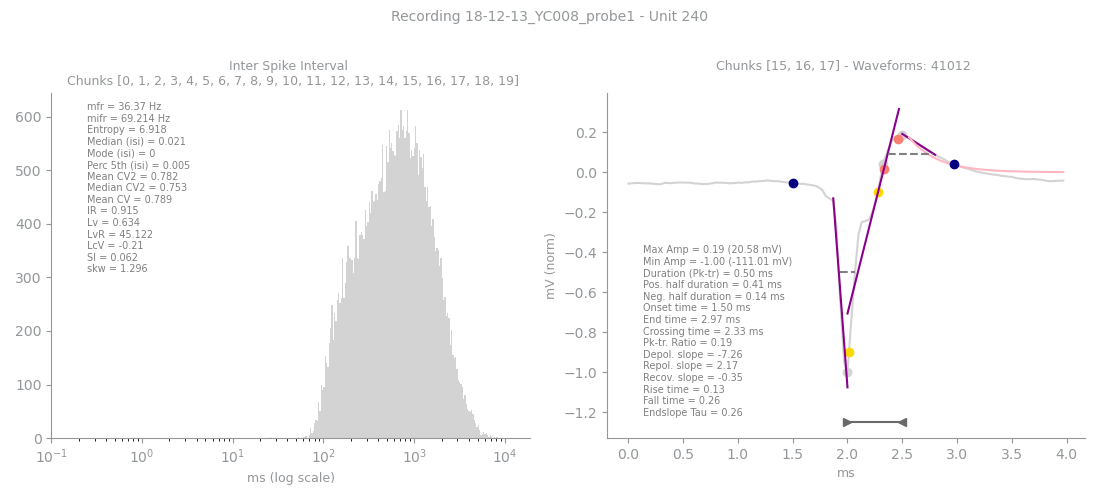 Recording 18-12-13_YC008_probe1 - Unit 240
Inter Spike Interval
Chunks [0, 1, 2, 3, 4, 5, 6, 7, 8, 9, 10, 11, 12, 13, 14, 15, 16, 17, 18, 19]
mfr = 36.37 Hz
mifr = 69.214 Hz
Entropy = 6.918
Median (isi) = 0.021
Mode (isi) = 0
Perc 5th (isi) = 0.005
Mean CV2 = 0.782
Median CV2 = 0.753
Mean CV = 0.789
IR = 0.915
Lv = 0.634
LvR = 45.122
LcV = -0.21
SI = 0.062
skw = 1.296
600
500
400
300
200
100
0
10⁻¹ 10⁰ 10¹ 10² 10³ 10⁴
ms (log scale)
Chunks [15, 16, 17] - Waveforms: 41012
mV (norm)
0.2
0.0
−0.2
−0.4
−0.6
−0.8
−1.0
−1.2
Max Amp = 0.19 (20.58 mV)
Min Amp = -1.00 (-111.01 mV)
Duration (Pk-tr) = 0.50 ms
Pos. half duration = 0.41 ms
Neg. half duration = 0.14 ms
Onset time = 1.50 ms
End time = 2.97 ms
Crossing time = 2.33 ms
Pk-tr. Ratio = 0.19
Depol. slope = -7.26
Repol. slope = 2.17
Recov. slope = -0.35
Rise time = 0.13
Fall time = 0.26
Endslope Tau = 0.26
0.0 0.5 1.0 1.5 2.0 2.5 3.0 3.5 4.0
ms